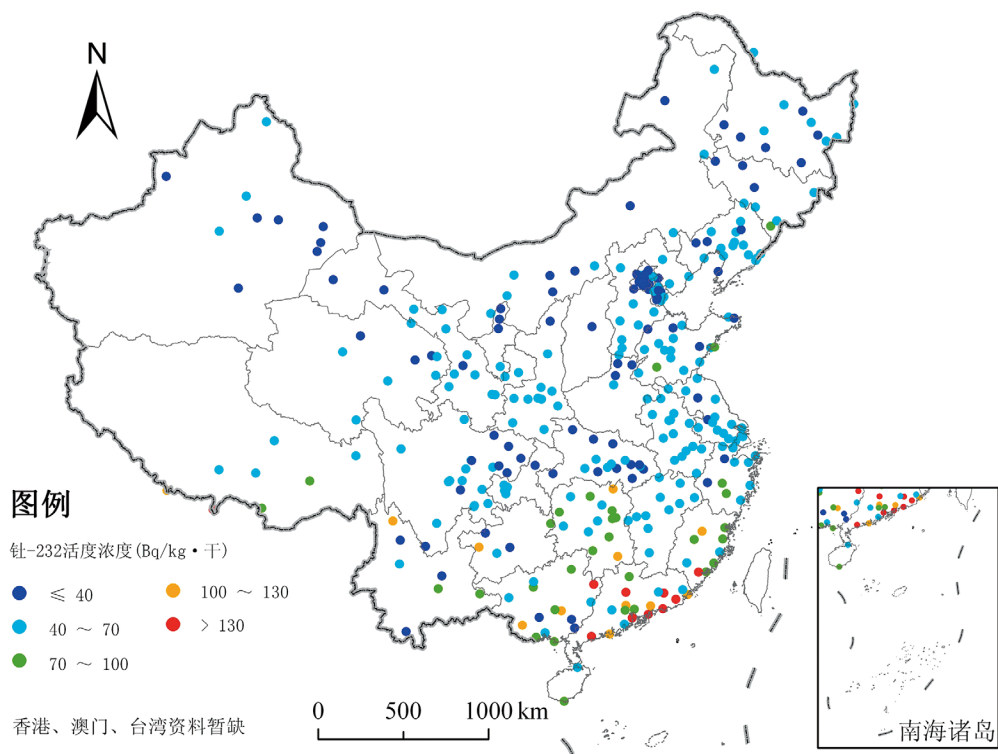 N
图例
钍-232活度浓度(Bq/kg·干)
≤ 40
100 ～ 130
40 ～ 70
> 130
70 ～ 100
香港、澳门、台湾资料暂缺
0 500 1000 km
南海诸岛